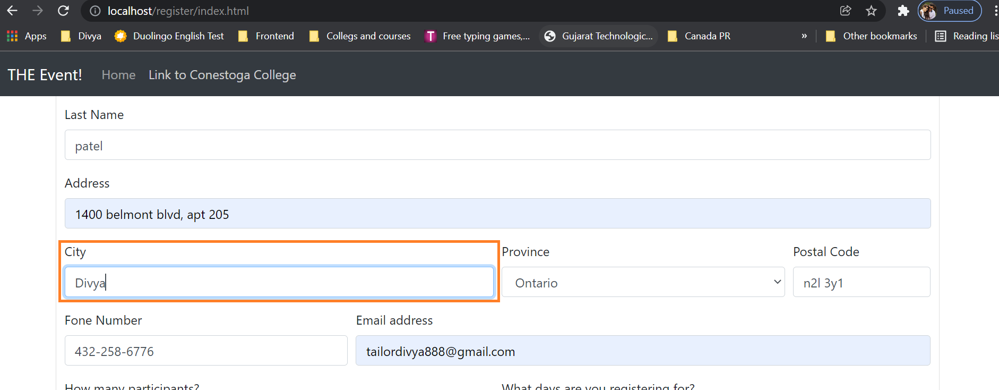 localhost/register/index.html Paused
Apps Divya Duolingo English Test Frontend Collegs and courses T Free typing games,... Gujarat Technologic... Canada PR » Other bookmarks Reading lis
THE Event! Home Link to Conestoga College
Last Name
patel
Address
1400 belmont blvd, apt 205
City Province Postal Code
Divya Ontario n2l 3y1
Fone Number Email address
432-258-6776 tailordivya888@gmail.com
How many participants? What days are you registering for?